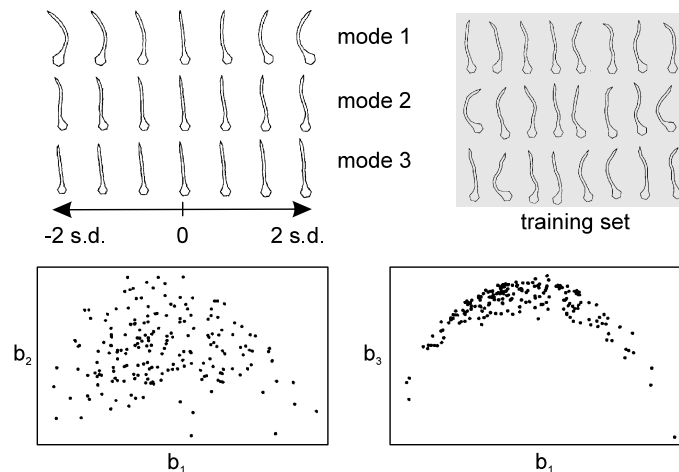 mode 1
mode 2
mode 3
-2 s.d.
0
2 s.d.
training set
b2
b1
b3
b1